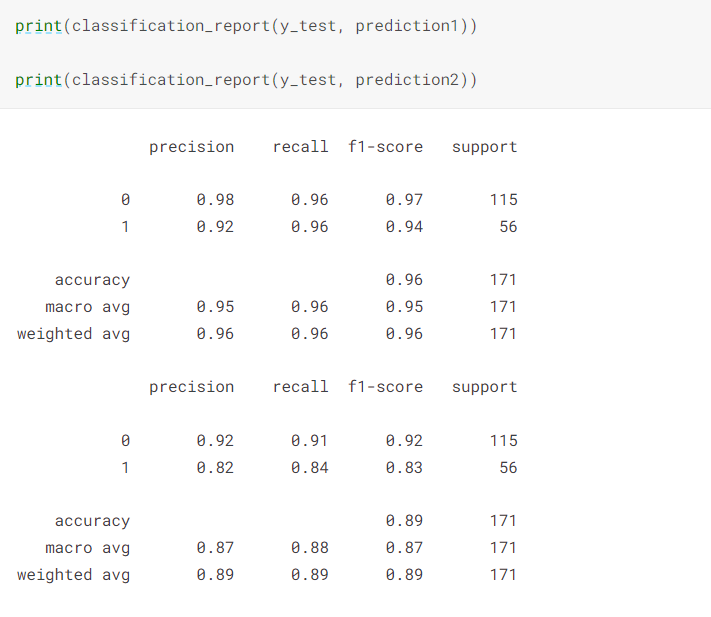 print(classification_report(y_test, prediction1))
print(classification_report(y_test, prediction2))
precision recall f1-score support
0 0.98 0.96 0.97 115
1 0.92 0.96 0.94 56
accuracy 0.96 171
macro avg 0.95 0.96 0.95 171
weighted avg 0.96 0.96 0.96 171
precision recall f1-score support
0 0.92 0.91 0.92 115
1 0.82 0.84 0.83 56
accuracy 0.89 171
macro avg 0.87 0.88 0.87 171
weighted avg 0.89 0.89 0.89 171